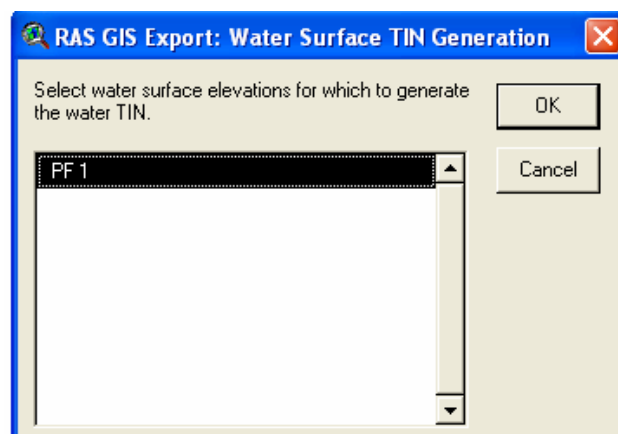 RAS GIS Export: Water Surface TIN Generation
Select water surface elevations for which to generate
the water TIN.
OK
Cancel
PF 1